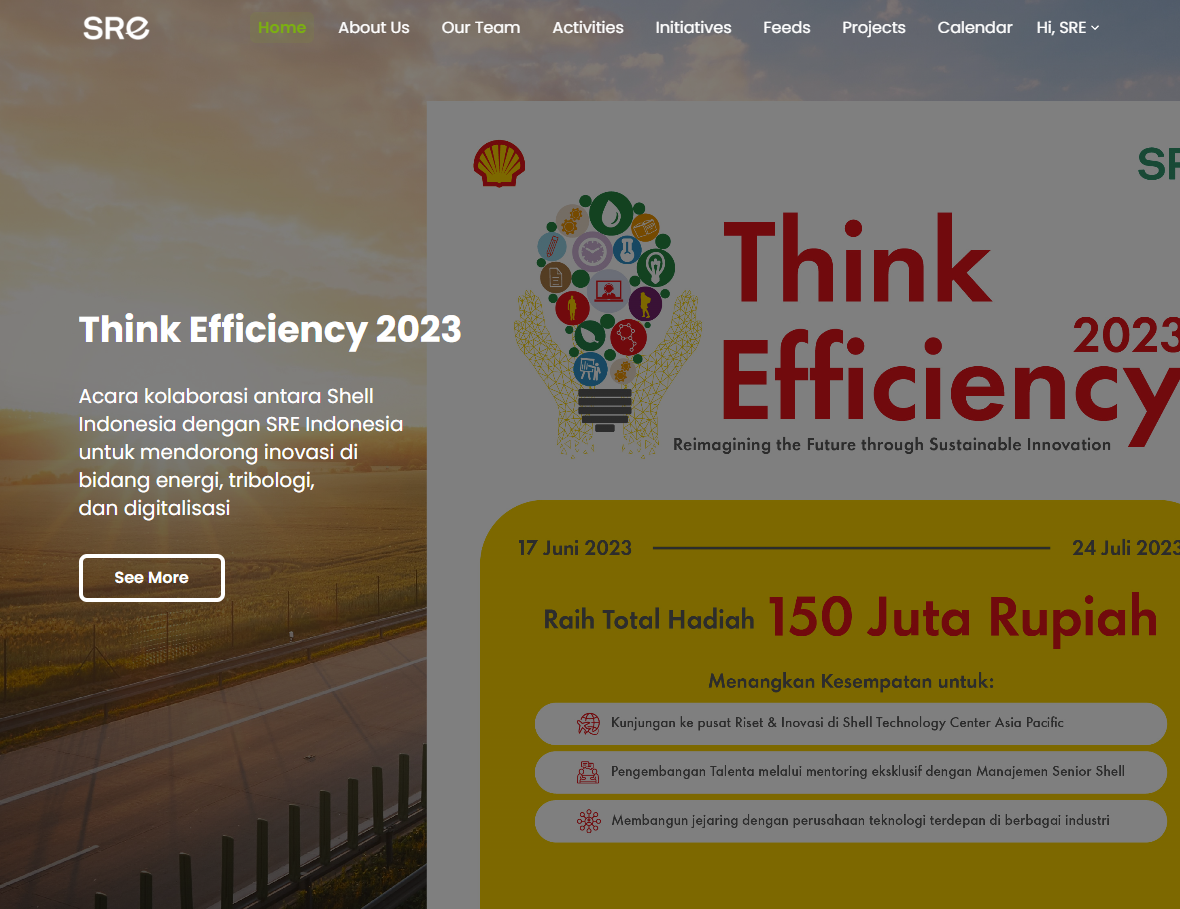 SRE
Home About Us Our Team Activities Initiatives Feeds Projects Calendar Hi, SRE
Think Efficiency 2023
Acara kolaborasi antara Shell
Indonesia dengan SRE Indonesia
untuk mendorong inovasi di
bidang energi, tribologi,
dan digitalisasi
See More
Think
Efficiency
2023
Reimagining the Future through Sustainable Innovation
17 Juni 2023 24 Juli 2023
Raih Total Hadiah 150 Juta Rupiah
Menangkan Kesempatan untuk:
Kunjungan ke pusat Riset & Inovasi di Shell Technology Center Asia Pacific
Pengembangan Talenta melalui mentoring eksklusif dengan Manajemen Senior Shell
Membangun jejaring dengan perusahaan teknologi terdepan di berbagai industri